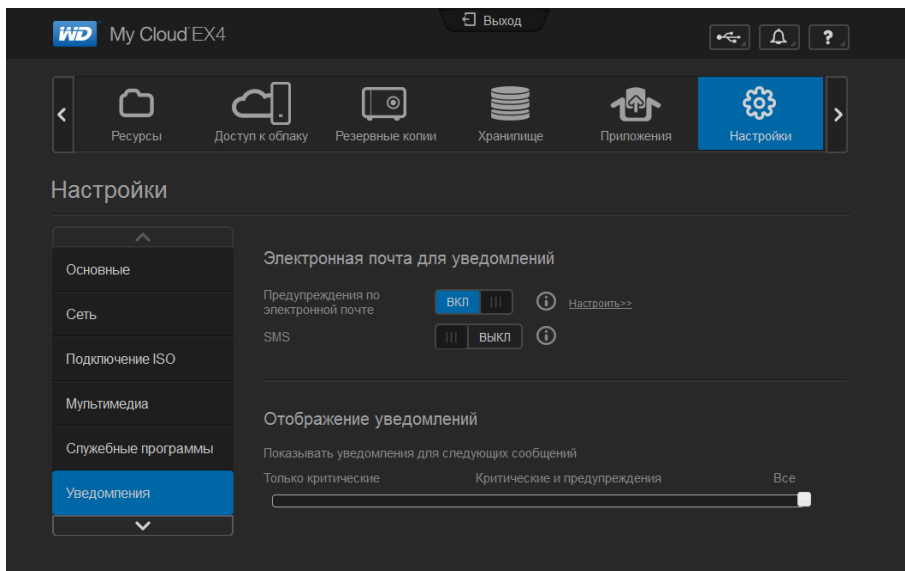 WD My Cloud EX4
Выход
?
Ресурсы
Доступ к облаку
Резервные копии
Хранилище
Приложения
Настройки
Настройки
Основные
Сеть
Подключение ISO
Мультимедиа
Служебные программы
Уведомления
Электронная почта для уведомлений
Предупреждения по
электронной почте
ВКЛ
Настроить>>
SMS
ВЫКЛ
Отображение уведомлений
Показывать уведомления для следующих сообщений
Только критические
Критические и предупреждения
Все